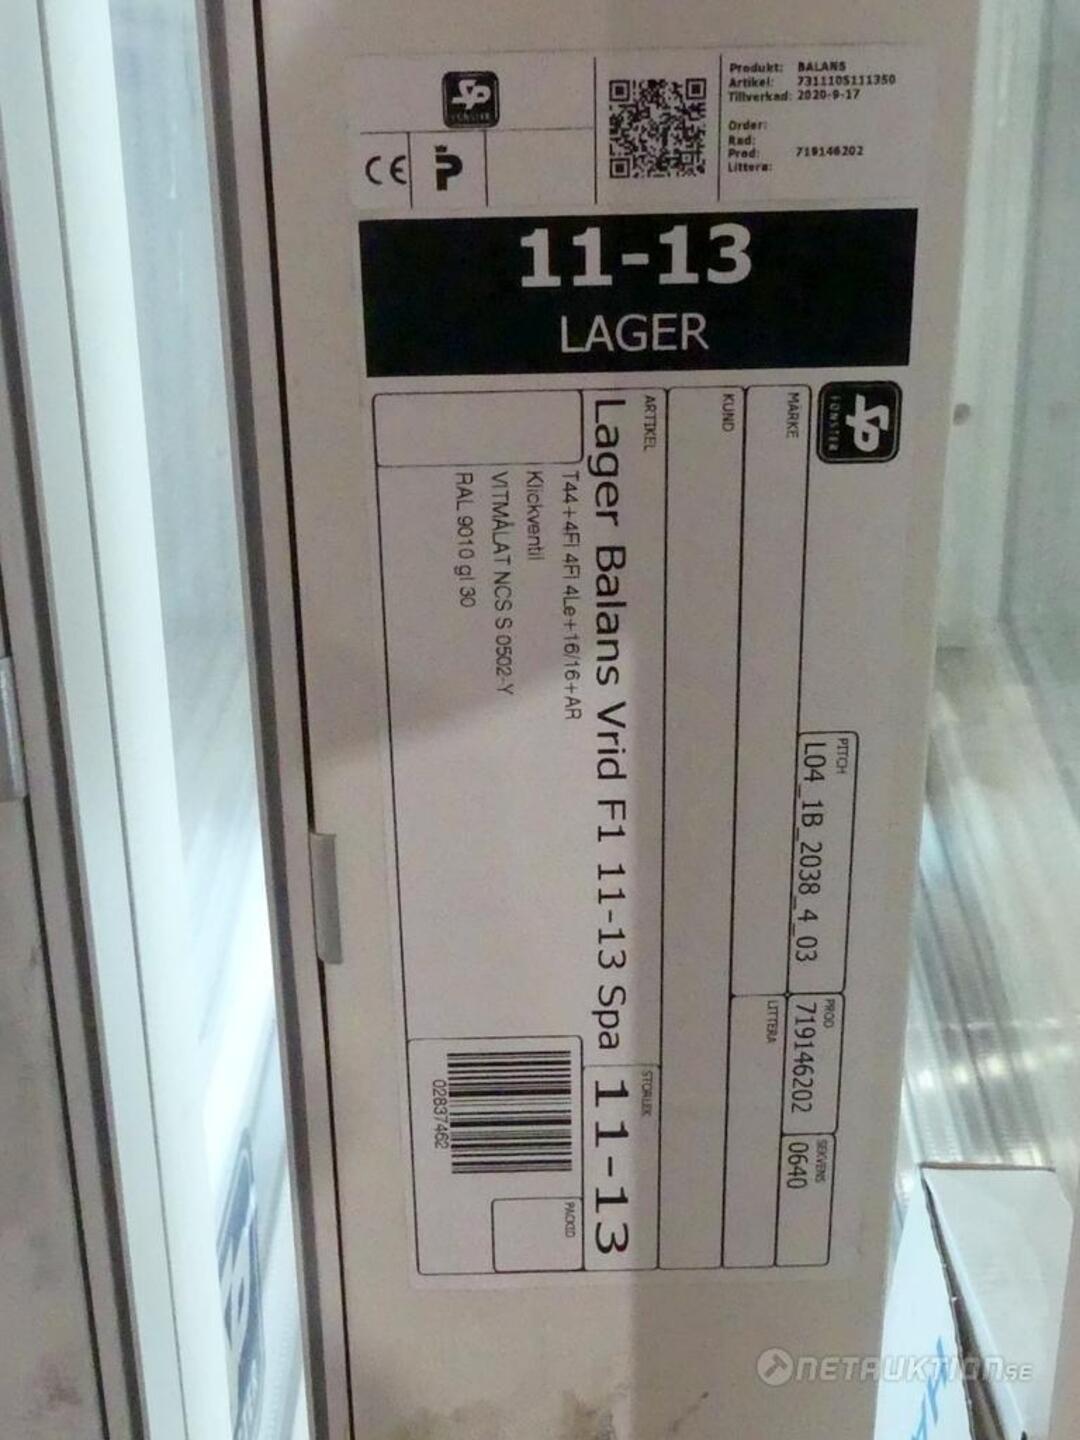 SP
FÖNSTER
CE
Produkt: BALANS
Artikel: 731110S111350
Tillverkad: 2020-9-17
Order:
Rad:
Prod: 719146202
Littera:
11-13
LAGER
SP
FÖNSTER
MÄRKE
PITCH
L04_1B_2038_4_03
PROD
719146202
SEKVENS
0640
KUND
LITTERA
ARTIKEL
Lager Balans Vrid F1 11-13 Spa
STORLEK
11-13
T44+4Fl 4Fl 4Le+16/16+AR
Klickventil
VITMÅLAT NCS S 0502-Y
RAL 9010 gl 30
02837462
PACKID
NETAUKTION.SE